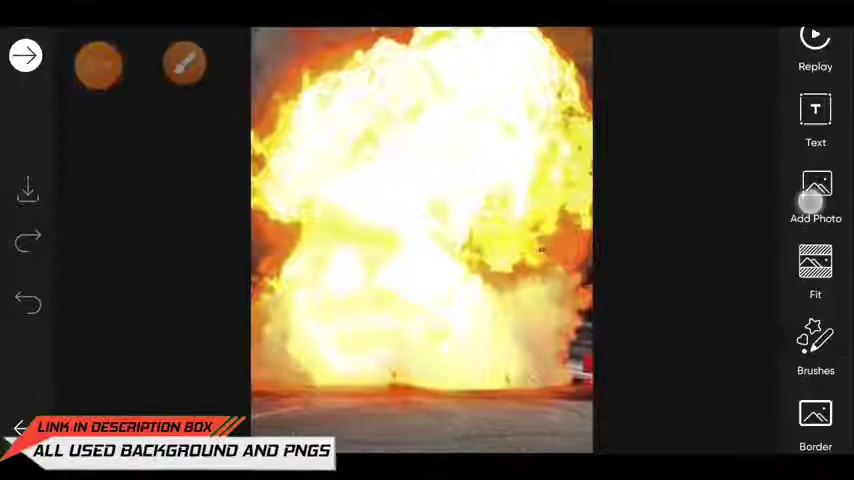 Replay
Text
Add Photo
Fit
Brushes
Border
LINK IN DESCRIPTION BOX
ALL USED BACKGROUND AND PNGS